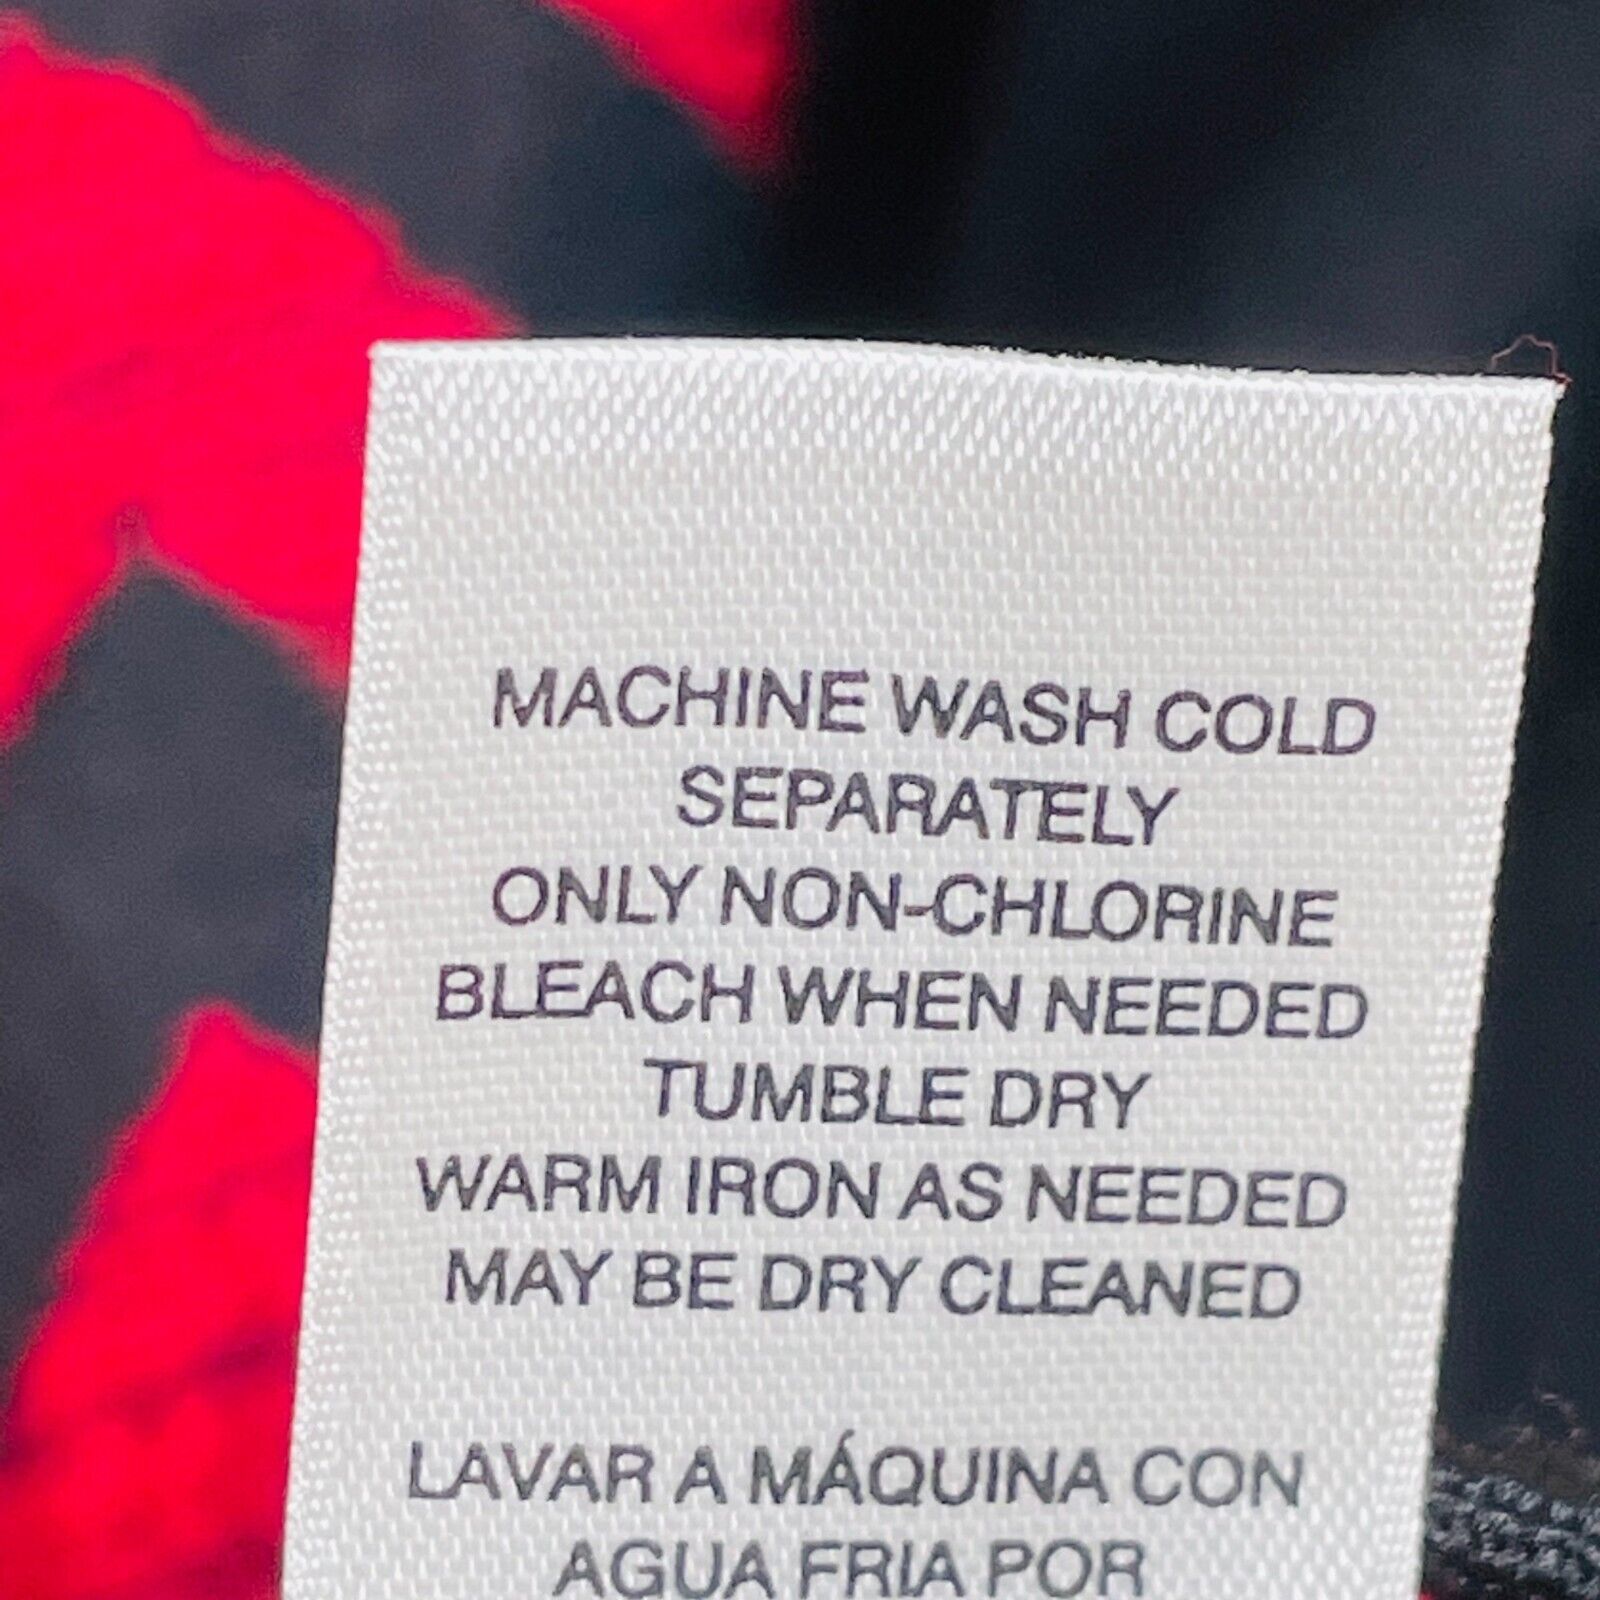 MACHINE WASH COLD
SEPARATELY
ONLY NON-CHLORINE
BLEACH WHEN NEEDED
TUMBLE DRY
WARM IRON AS NEEDED
MAY BE DRY CLEANED
LAVAR A MÁQUINA CON
AGUA FRIA POR